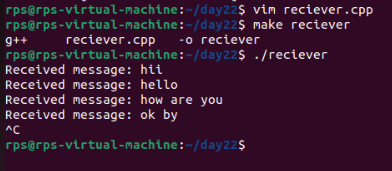 rps@rps-virtual-machine:~/day22$ vim reciever.cpp
rps@rps-virtual-machine:~/day22$ make reciever
g++     reciever.cpp   -o reciever
rps@rps-virtual-machine:~/day22$ ./reciever
Received message: hii
Received message: hello
Received message: how are you
Received message: ok by
^C
rps@rps-virtual-machine:~/day22$